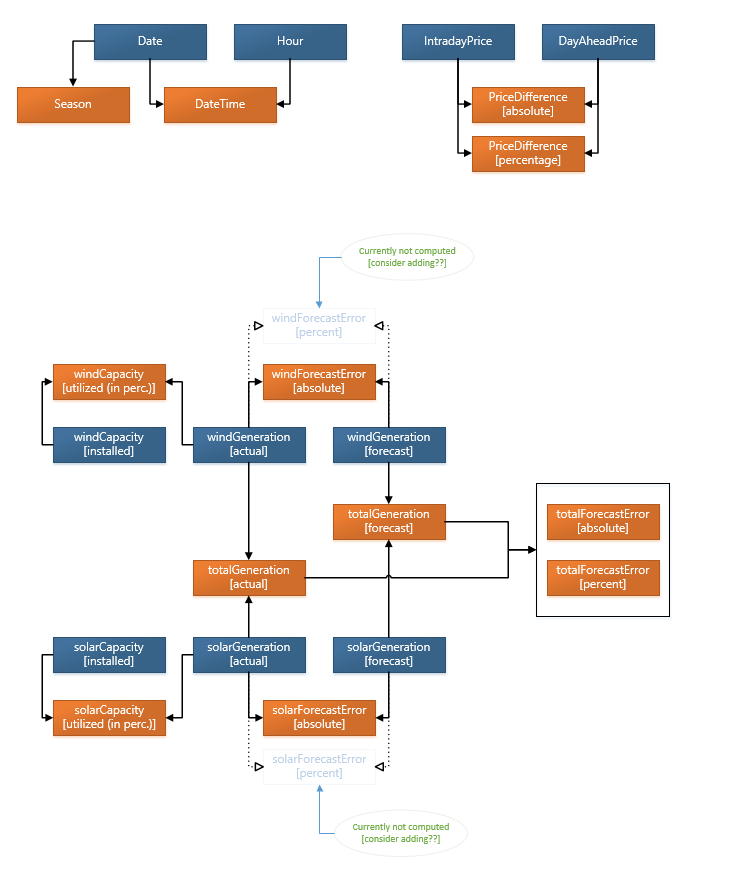 Date
Hour
IntradayPrice
DayAheadPrice
Season
DateTime
PriceDifference
[absolute]
PriceDifference
[percentage]
Currently not computed
[consider adding??]
windForecastError
[percent]
windCapacity
[utilized (in perc.)]
windForecastError
[absolute]
windCapacity
[installed]
windGeneration
[actual]
windGeneration
[forecast]
totalGeneration
[forecast]
totalForecastError
[absolute]
totalGeneration
[actual]
totalForecastError
[percent]
solarCapacity
[installed]
solarGeneration
[actual]
solarGeneration
[forecast]
solarCapacity
[utilized (in perc.)]
solarForecastError
[absolute]
solarForecastError
[percent]
Currently not computed
[consider adding??]